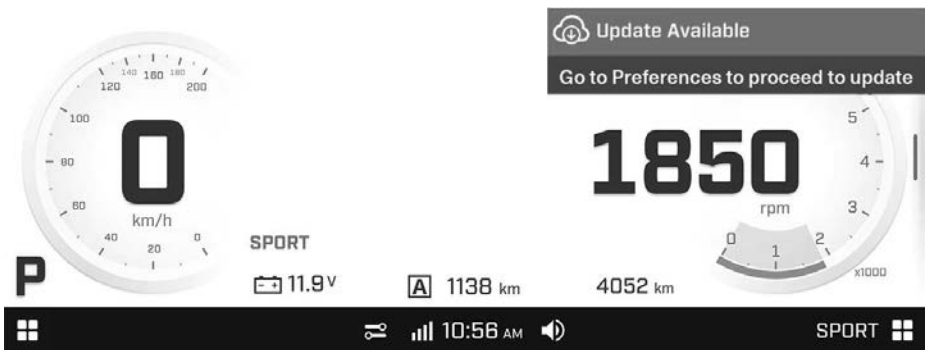 Update Available
Go to Preferences to proceed to update
140 160 180
120 200
100
80
60
40 20 0
0
km/h
P
SPORT
11.9 V
A 1138 km
4052 km
1850
rpm
5
4
3
0 1 2
x1000
10:56 AM
SPORT